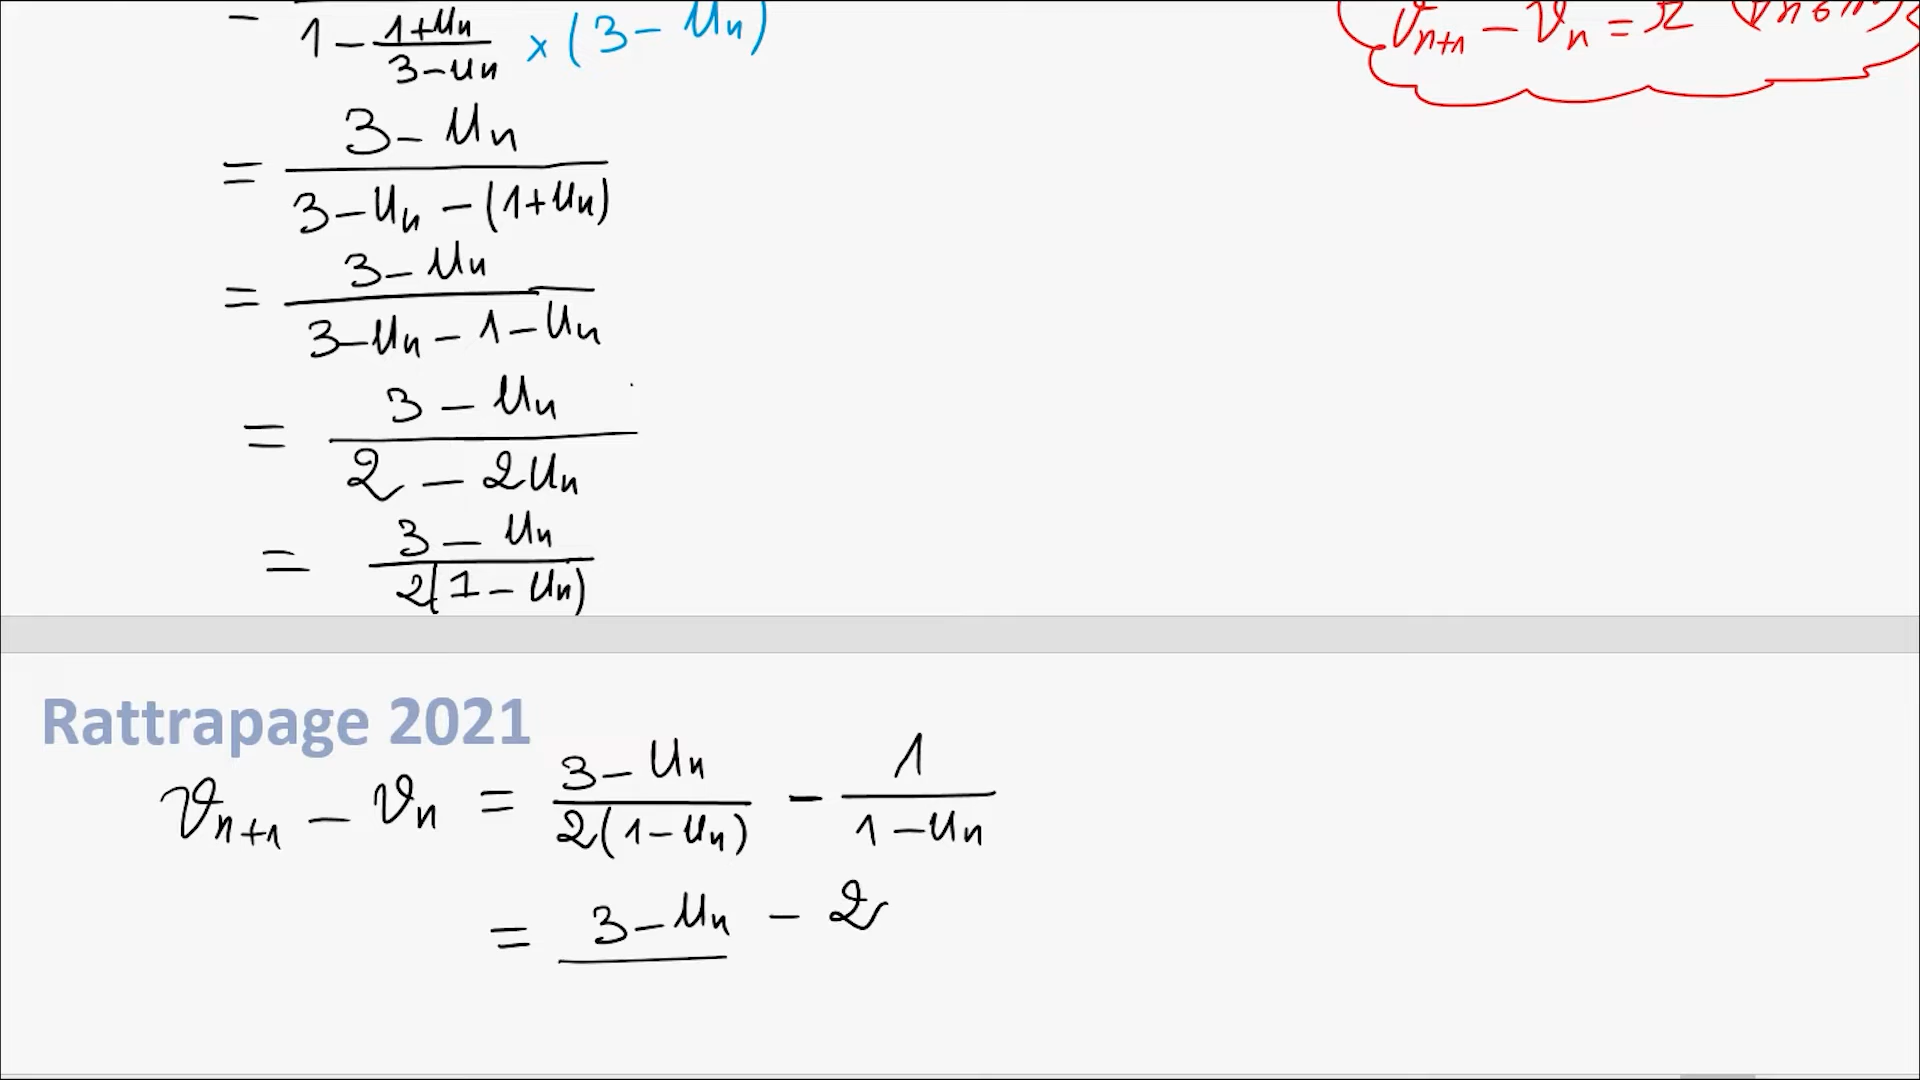 = 1 - (1+Un)/(3-Un) × (3 - Un)
Vn+1 - Vn = r
= (3 - Un)/(3 - Un - (1+Un))
= (3 - Un)/(3 - Un - 1 - Un)
= (3 - Un)/(2 - 2Un)
= (3 - Un)/(2(1 - Un))
Rattrapage 2021
Vn+1 - Vn = (3 - Un)/(2(1 - Un)) - 1/(1 - Un)
= 3 - Un - 2